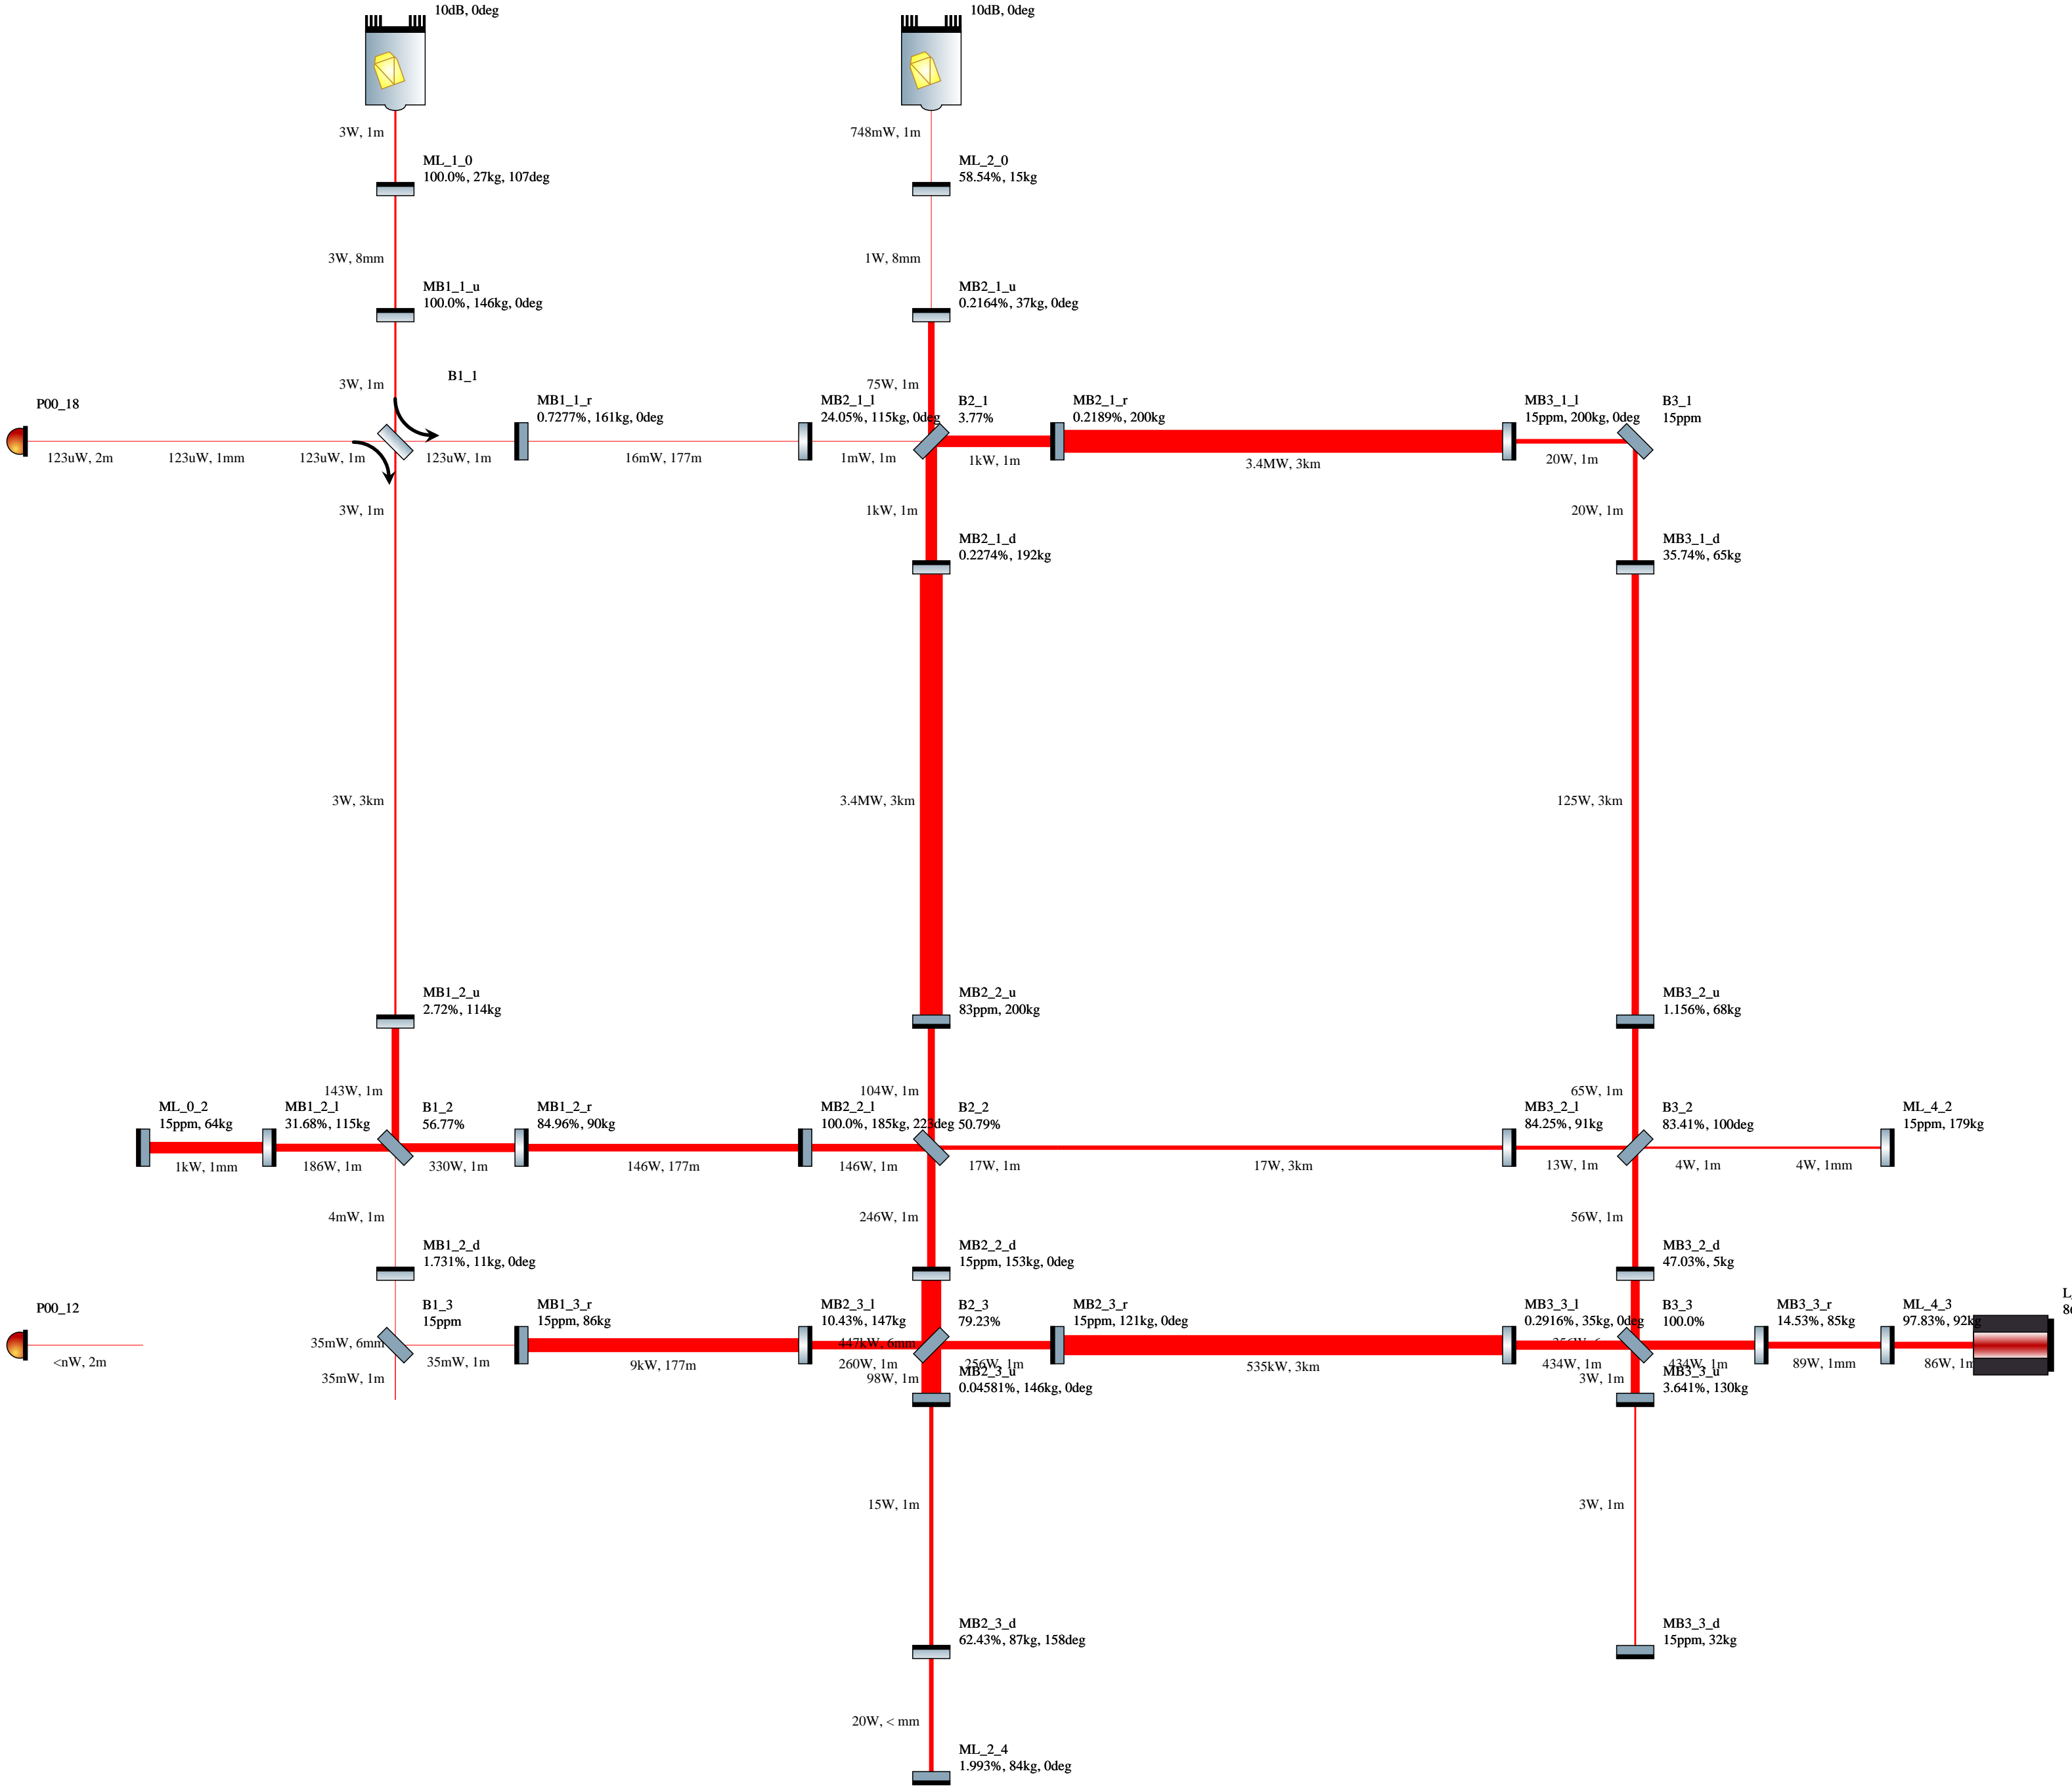 10dB, 0deg
10dB, 0deg
3W, 1m
748mW, 1m
ML_1_0
100.0%, 27kg, 107deg
ML_2_0
58.54%, 15kg
3W, 8mm
1W, 8mm
MB1_1_u
100.0%, 146kg, 0deg
MB2_1_u
0.2164%, 37kg, 0deg
3W, 1m
B1_1
75W, 1m
P00_18
MB1_1_r
0.7277%, 161kg, 0deg
MB2_1_l
24.05%, 115kg, 0deg
B2_1
3.77%
MB2_1_r
0.2189%, 200kg
MB3_1_l
15ppm, 200kg, 0deg
B3_1
15ppm
123uW, 2m
123uW, 1mm
123uW, 1m
123uW, 1m
16mW, 177m
1mW, 1m
1kW, 1m
3.4MW, 3km
20W, 1m
3W, 1m
1kW, 1m
20W, 1m
MB2_1_d
0.2274%, 192kg
MB3_1_d
35.74%, 65kg
3W, 3km
3.4MW, 3km
125W, 3km
MB1_2_u
2.72%, 114kg
MB2_2_u
83ppm, 200kg
MB3_2_u
1.156%, 68kg
143W, 1m
104W, 1m
65W, 1m
ML_0_2
15ppm, 64kg
MB1_2_l
31.68%, 115kg
B1_2
56.77%
MB1_2_r
84.96%, 90kg
MB2_2_l
100.0%, 185kg, 223deg
B2_2
50.79%
MB3_2_l
84.25%, 91kg
B3_2
83.41%, 100deg
ML_4_2
15ppm, 179kg
1kW, 1mm
186W, 1m
330W, 1m
146W, 177m
146W, 1m
17W, 1m
17W, 3km
13W, 1m
4W, 1m
4W, 1mm
4mW, 1m
246W, 1m
56W, 1m
MB1_2_d
1.731%, 11kg, 0deg
MB2_2_d
15ppm, 153kg, 0deg
MB3_2_d
47.03%, 5kg
P00_12
B1_3
15ppm
MB1_3_r
15ppm, 86kg
MB2_3_l
10.43%, 147kg
B2_3
79.23%
MB2_3_r
15ppm, 121kg, 0deg
MB3_3_l
0.2916%, 35kg, 0deg
B3_3
100.0%
MB3_3_r
14.53%, 85kg
ML_4_3
97.83%, 92kg
35mW, 6mm
447kW, 6mm
<nW, 2m
35mW, 1m
9kW, 177m
260W, 1m
256W, 1m
535kW, 3km
434W, 1m
434W, 1m
89W, 1mm
86W, 1m
35mW, 1m
98W, 1m
MB2_3_u
0.04581%, 146kg, 0deg
3W, 1m
MB3_3_u
3.641%, 130kg
15W, 1m
3W, 1m
MB2_3_d
62.43%, 87kg, 158deg
MB3_3_d
15ppm, 32kg
20W, < mm
ML_2_4
1.993%, 84kg, 0deg